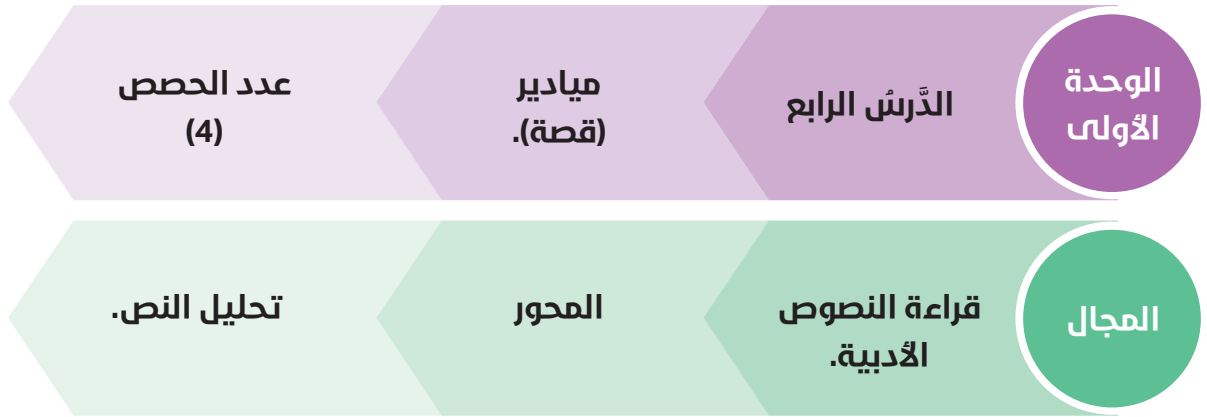 الوحدة
الأولى
الدَّرسُ الرابع
ميادير
(قصة).
عدد الحصص
(4)
المجال
قراءة النصوص
الأدبية.
المحور
تحليل النص.